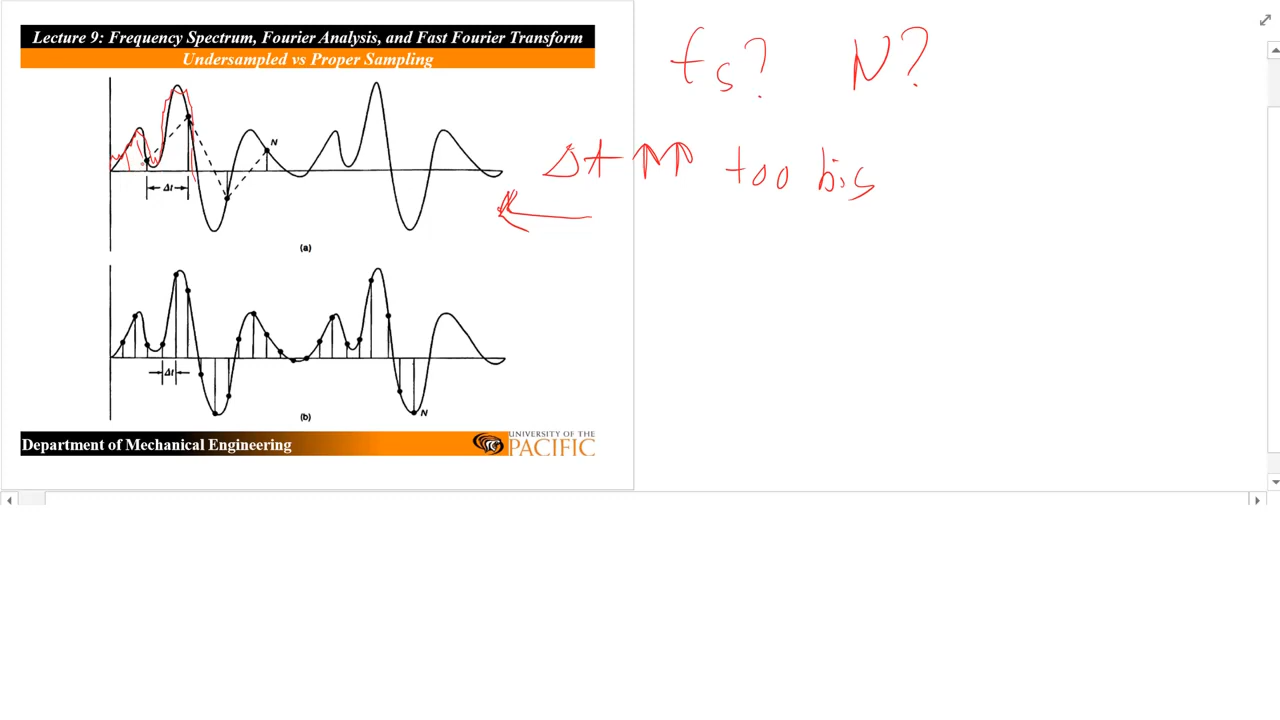 Lecture 9: Frequency Spectrum, Fourier Analysis, and Fast Fourier Transform
Undersampled vs Proper Sampling
fs? N?
N
Δt
Δt ↑↑ too big
(a)
Δt
N
(b)
Department of Mechanical Engineering
UNIVERSITY OF THE
PACIFIC